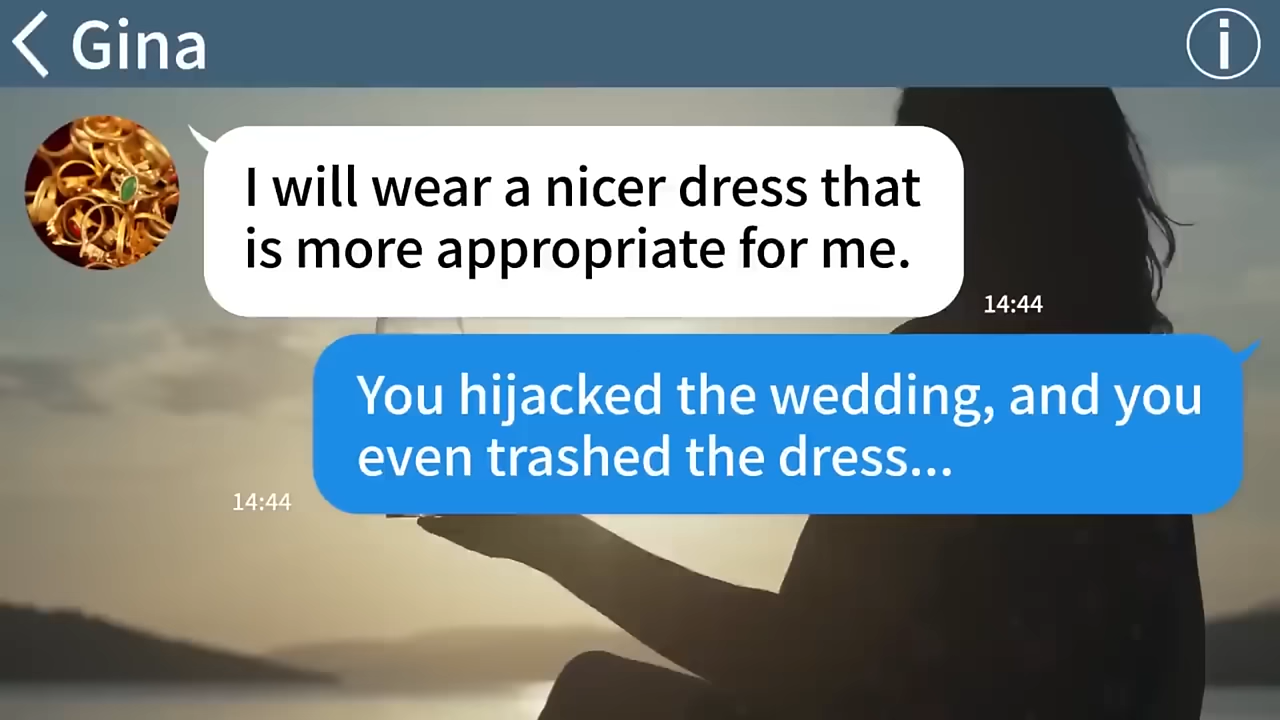 Gina
I will wear a nicer dress that
is more appropriate for me.
14:44
You hijacked the wedding, and you
even trashed the dress...
14:44